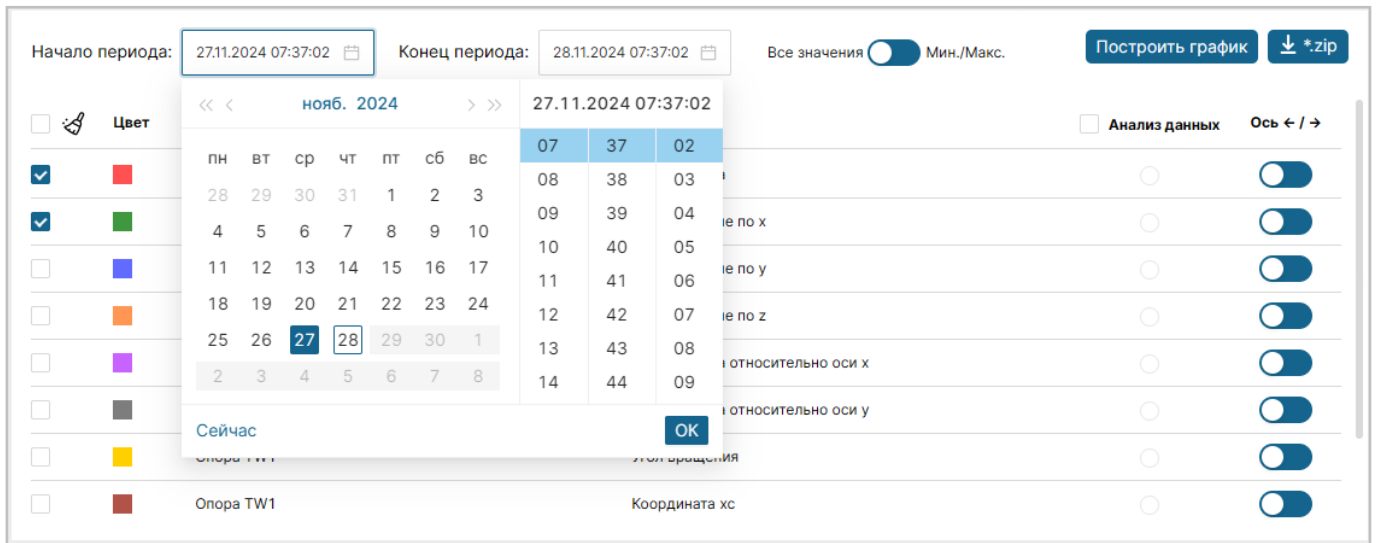 Начало периода: 27.11.2024 07:37:02 Конец периода: 28.11.2024 07:37:02 Все значения Мин./Макс. Построить график *.zip
« < нояб. 2024 > » 27.11.2024 07:37:02
Цвет Анализ данных Ось ← / →
07 37 02
пн вт ср чт пт сб вс
08 38 03
28 29 30 31 1 2 3
09 39 04
ие по x
4 5 6 7 8 9 10
10 40 05
11 12 13 14 15 16 17
ие по y
11 41 06
18 19 20 21 22 23 24
12 42 07
ие по z
25 26 27 28 29 30 1
13 43 08
относительно оси x
2 3 4 5 6 7 8
14 44 09
относительно оси y
Сейчас OK
Опора TW1 Угол вращения
Опора TW1 Координата xc